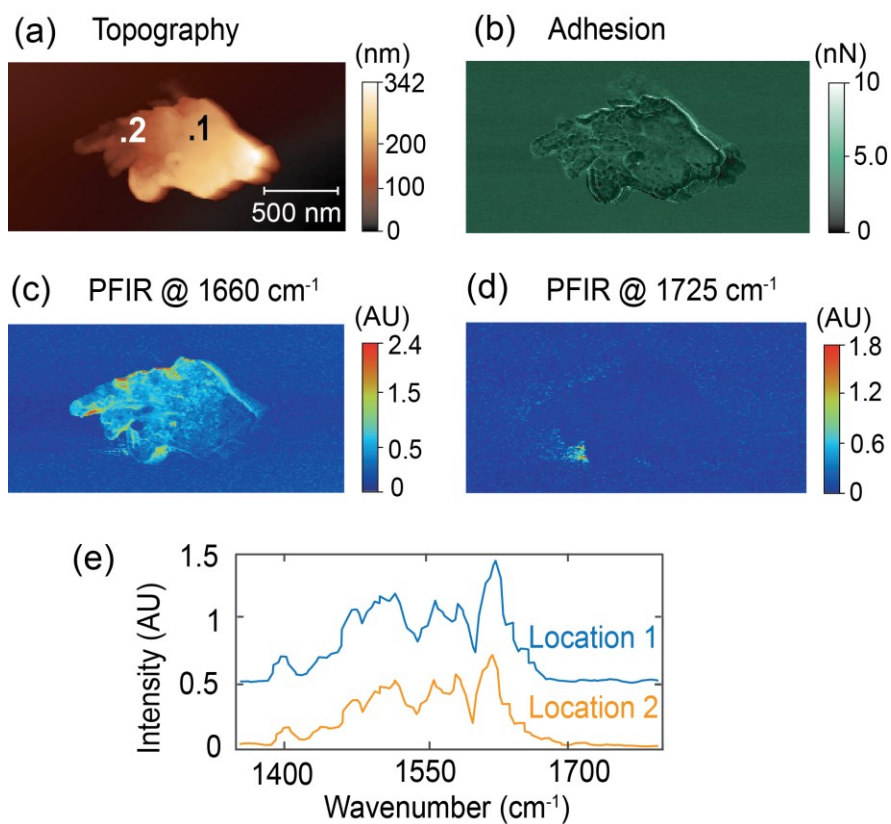 (a) Topography
(nm)
342
200
100
0
.2
.1
500 nm
(b) Adhesion
(nN)
10
5.0
0
(c) PFIR @ 1660 cm⁻¹
(AU)
2.4
1.5
0.5
0
(d) PFIR @ 1725 cm⁻¹
(AU)
1.8
1.2
0.6
0
(e)
1.5
1
0.5
0
Intensity (AU)
Location 1
Location 2
1400 1550 1700
Wavenumber (cm⁻¹)